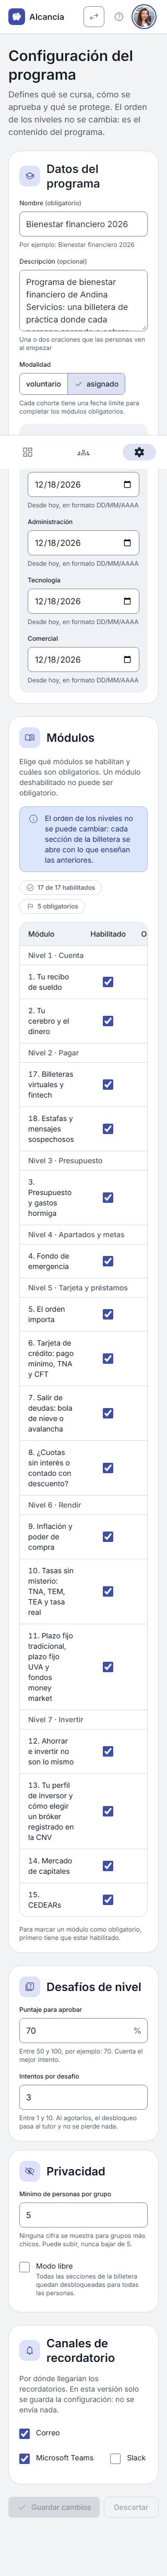 Alcancía
Configuración del
programa
Defines qué se cursa, cómo se
aprueba y qué se protege. El orden
de los niveles no se cambia: es el
contenido del programa.
Datos del
programa
Nombre (obligatorio)
Bienestar financiero 2026
Por ejemplo: Bienestar financiero 2026
Descripción (opcional)
Programa de bienestar
financiero de Andina
Servicios: una billetera de
práctica donde cada
Una o dos oraciones que las personas ven
al empezar
Modalidad
voluntario
asignado
Cada cohorte tiene una fecha límite para
completar los módulos obligatorios.
12/18/2026
Desde hoy, en formato DD/MM/AAAA
Administración
12/18/2026
Desde hoy, en formato DD/MM/AAAA
Tecnología
12/18/2026
Desde hoy, en formato DD/MM/AAAA
Comercial
12/18/2026
Desde hoy, en formato DD/MM/AAAA
Módulos
Elige qué módulos se habilitan y
cuáles son obligatorios. Un módulo
deshabilitado no puede ser
obligatorio.
El orden de los niveles no
se puede cambiar: cada
sección de la billetera se
abre con lo que enseñan
las anteriores.
17 de 17 habilitados
5 obligatorios
Módulo Habilitado O
Nivel 1 · Cuenta
1. Tu recibo
de sueldo
2. Tu
cerebro y el
dinero
Nivel 2 · Pagar
17. Billeteras
virtuales y
fintech
18. Estafas y
mensajes
sospechosos
Nivel 3 · Presupuesto
3.
Presupuesto
y gastos
hormiga
Nivel 4 · Apartados y metas
4. Fondo de
emergencia
Nivel 5 · Tarjeta y préstamos
5. El orden
importa
6. Tarjeta de
crédito: pago
mínimo, TNA
y CFT
7. Salir de
deudas: bola
de nieve o
avalancha
8. ¿Cuotas
sin interés o
contado con
descuento?
Nivel 6 · Rendir
9. Inflación y
poder de
compra
10. Tasas sin
misterio:
TNA, TEM,
TEA y tasa
real
11. Plazo fijo
tradicional,
plazo fijo
UVA y
fondos
money
market
Nivel 7 · Invertir
12. Ahorrar
e invertir no
son lo mismo
13. Tu perfil
de inversor y
cómo elegir
un bróker
registrado en
la CNV
14. Mercado
de capitales
15.
CEDEARs
Para marcar un módulo como obligatorio,
primero tiene que estar habilitado.
Desafíos de nivel
Puntaje para aprobar
70 %
Entre 50 y 100, por ejemplo: 70. Cuenta el
mejor intento.
Intentos por desafío
3
Entre 1 y 10. Al agotarlos, el desbloqueo
pasa al tutor y no se pierde nada.
Privacidad
Mínimo de personas por grupo
5
Ninguna cifra se muestra para grupos más
chicos. Puede subir, nunca bajar de 5.
Modo libre
Todas las secciones de la billetera
quedan desbloqueadas para todas
las personas.
Canales de
recordatorio
Por dónde llegarían los
recordatorios. En esta versión solo
se guarda la configuración: no se
envía nada.
Correo
Microsoft Teams
Slack
Guardar cambios
Descartar